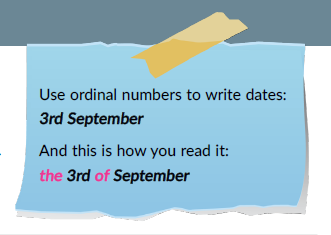 Use ordinal numbers to write dates:
3rd September
And this is how you read it:
the 3rd of September